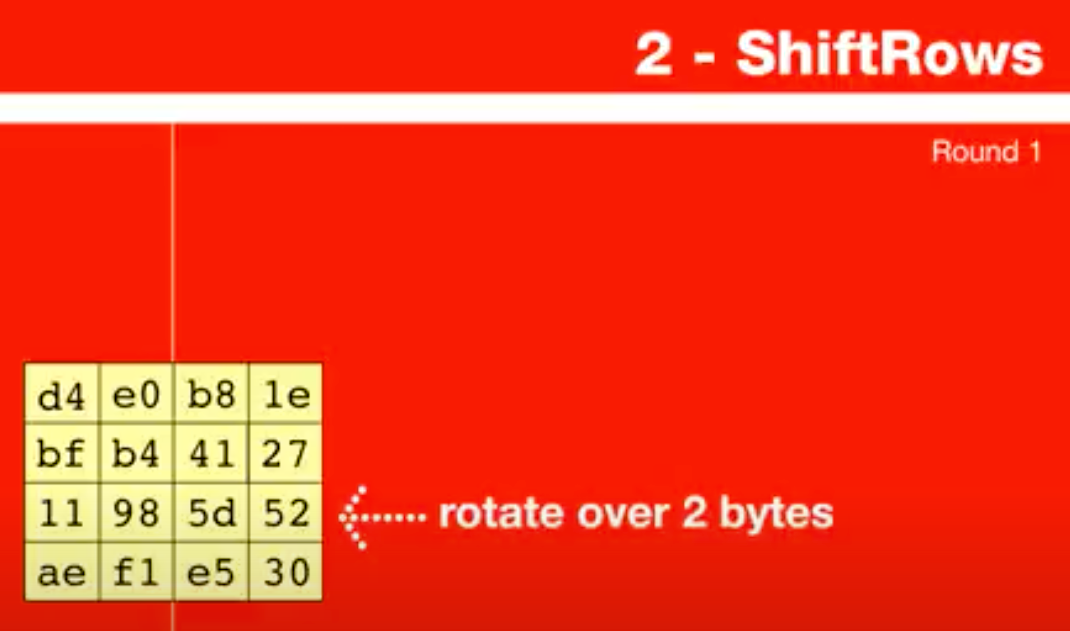 2 - ShiftRows
Round 1
d4 e0 b8 1e
bf b4 41 27
11 98 5d 52 rotate over 2 bytes
ae f1 e5 30